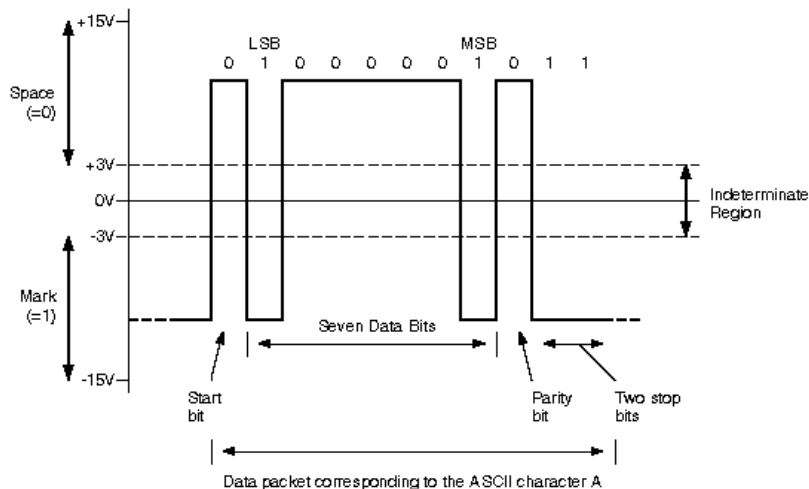 +15V
LSB MSB
0 1 0 0 0 0 0 1 0 1 1
Space
(=0)
+3V
0V
-3V
Indeterminate
Region
Mark
(=1)
Seven Data Bits
-15V
Start
bit
Parity
bit
Two stop
bits
Data packet corresponding to the ASCII character A